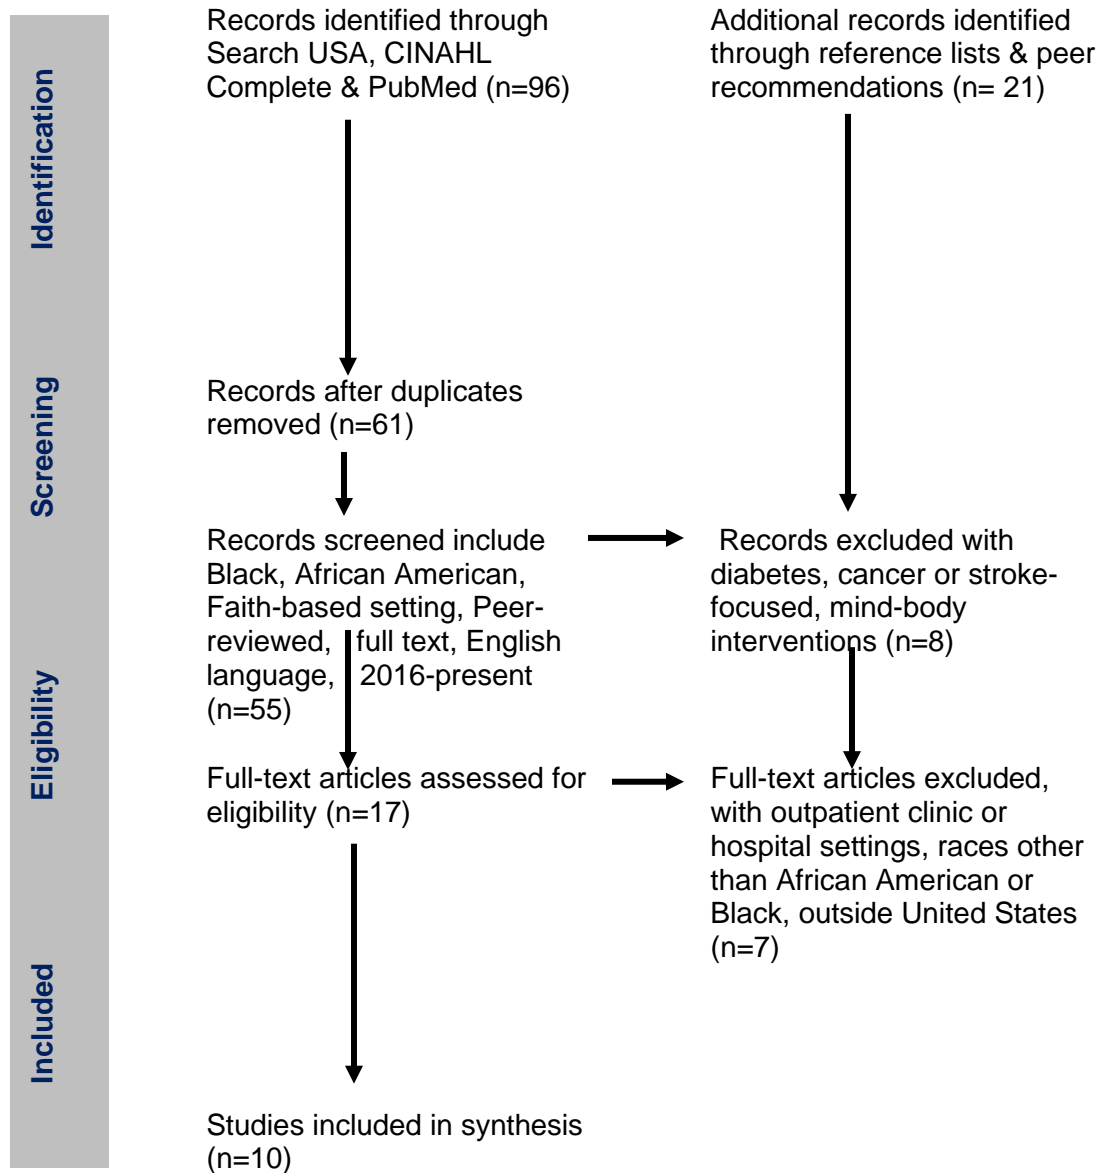 Identification
Records identified through
Search USA, CINAHL
Complete & PubMed (n=96)
Additional records identified
through reference lists & peer
recommendations (n= 21)
Screening
Records after duplicates
removed (n=61)
Records screened include
Black, African American,
Faith-based setting, Peer-
reviewed, full text, English
language, 2016-present
(n=55)
Records excluded with
diabetes, cancer or stroke-
focused, mind-body
interventions (n=8)
Eligibility
Full-text articles assessed for
eligibility (n=17)
Full-text articles excluded,
with outpatient clinic or
hospital settings, races other
than African American or
Black, outside United States
(n=7)
Included
Studies included in synthesis
(n=10)